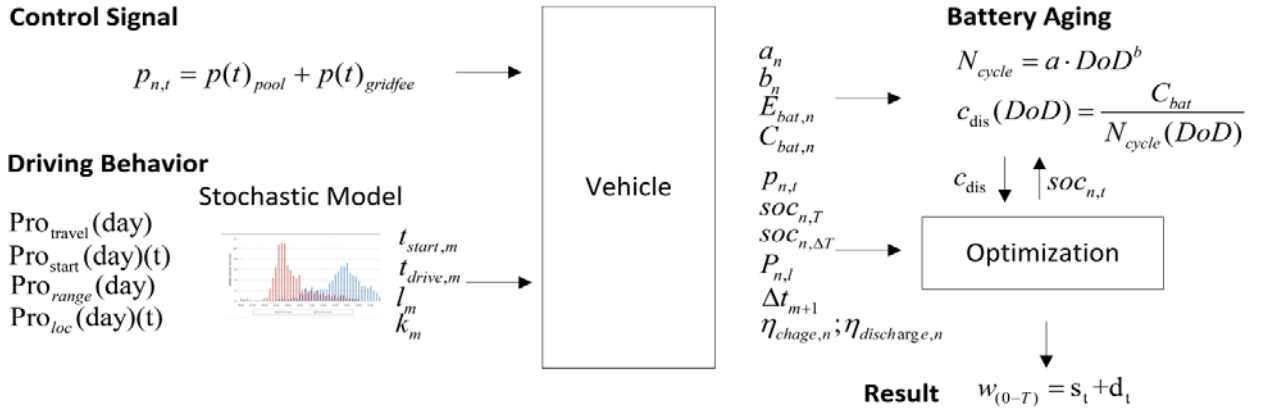 Control Signal
p_{n,t} = p(t)_{pool} + p(t)_{gridfee}
Driving Behavior
Stochastic Model
Pro_{travel}(day)
Pro_{start}(day)(t)
Pro_{range}(day)
Pro_{loc}(day)(t)
t_{start,m}
t_{drive,m}
l_m
k_m
Vehicle
a_n
b_n
E_{bat,n}
C_{bat,n}
p_{n,t}
soc_{n,T}
soc_{n,ΔT}
P_{n,l}
Δt_{m+1}
η_{chage,n};η_{discharge,n}
Battery Aging
N_{cycle} = a · DoD^b
c_{dis}(DoD) = C_{bat} / N_{cycle}(DoD)
c_{dis}
soc_{n,t}
Optimization
Result
w_{(0−T)} = s_t+d_t